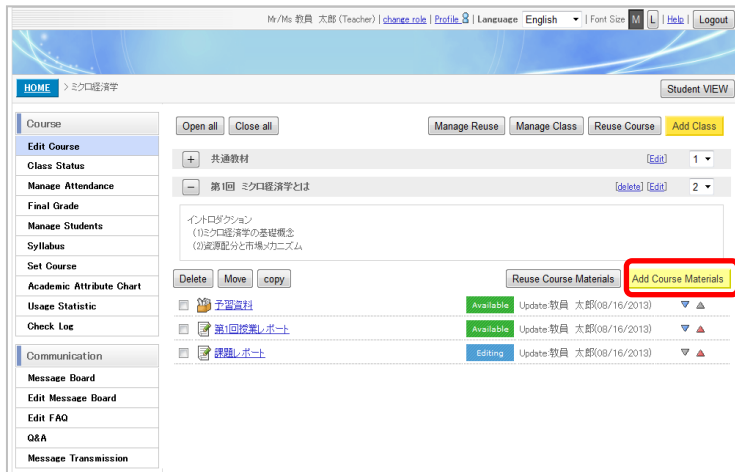 Mr/Ms 教員 太郎 (Teacher) | change role | Profile | Language English | Font Size M L | Help | Logout
HOME > ミクロ経済学 Student VIEW
Course
Edit Course
Class Status
Manage Attendance
Final Grade
Manage Students
Syllabus
Set Course
Academic Attribute Chart
Usage Statistic
Check Log
Communication
Message Board
Edit Message Board
Edit FAQ
Q&A
Message Transmission
Open all Close all Manage Reuse Manage Class Reuse Course Add Class
+ 共通教材 [Edit] 1
− 第1回 ミクロ経済学とは [delete] [Edit] 2
イントロダクション
(1)ミクロ経済学の基礎概念
(2)資源配分と市場メカニズム
Delete Move copy Reuse Course Materials Add Course Materials
予習資料 Available Update:教員 太郎(08/16/2013)
第1回授業レポート Available Update:教員 太郎(08/16/2013)
課題レポート Editing Update:教員 太郎(08/16/2013)